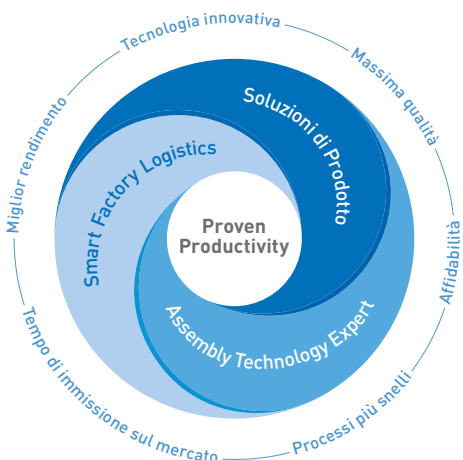 Tecnologia innovativa
Massima qualità
Affidabilità
Processi più snelli
Tempo di immissione sul mercato
Miglior rendimento
Soluzioni di Prodotto
Smart Factory Logistics
Assembly Technology Expert
Proven
Productivity